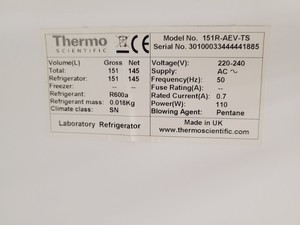 Thermo
SCIENTIFIC
CE
Model No. 151R-AEV-TS
Serial No. 30100033444441885
Volume(L) Gross Net
Total: 151 145
Refrigerator: 151 145
Freezer: -- --
Refrigerant: R600a
Refrigerant mass: 0.018Kg
Climate class: SN
Laboratory Refrigerator
Voltage(V): 220-240
Supply: AC ~
Frequency(Hz): 50
Fuse Rating(A): --
Rated Current(A): 0.7
Power(W): 110
Blowing Agent: Pentane
Made in UK
www.thermoscientific.com